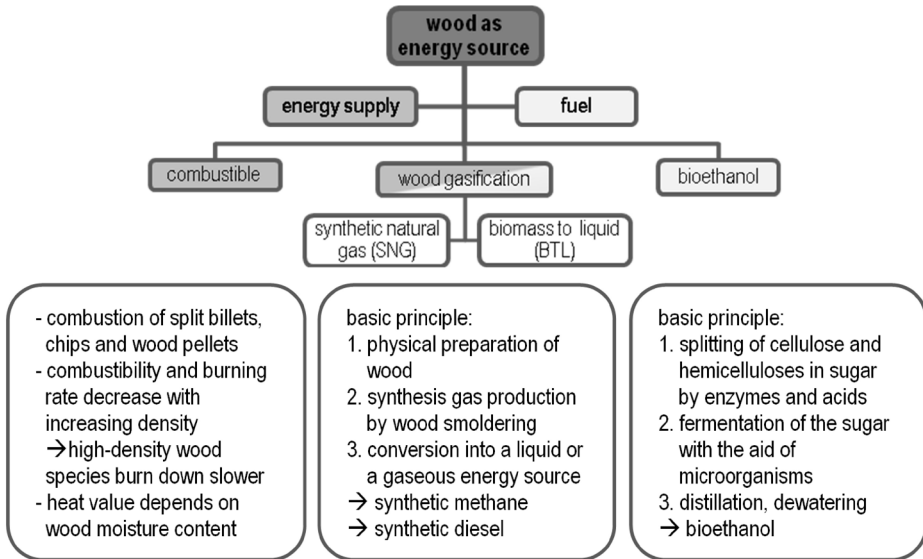 wood as
energy source
energy supply
fuel
combustible
wood gasification
bioethanol
synthetic natural
gas (SNG)
biomass to liquid
(BTL)
- combustion of split billets,
chips and wood pellets
- combustibility and burning
rate decrease with
increasing density
→high-density wood
species burn down slower
- heat value depends on
wood moisture content
basic principle:
1. physical preparation of
wood
2. synthesis gas production
by wood smoldering
3. conversion into a liquid or
a gaseous energy source
→ synthetic methane
→ synthetic diesel
basic principle:
1. splitting of cellulose and
hemicelluloses in sugar
by enzymes and acids
2. fermentation of the sugar
with the aid of
microorganisms
3. distillation, dewatering
→ bioethanol